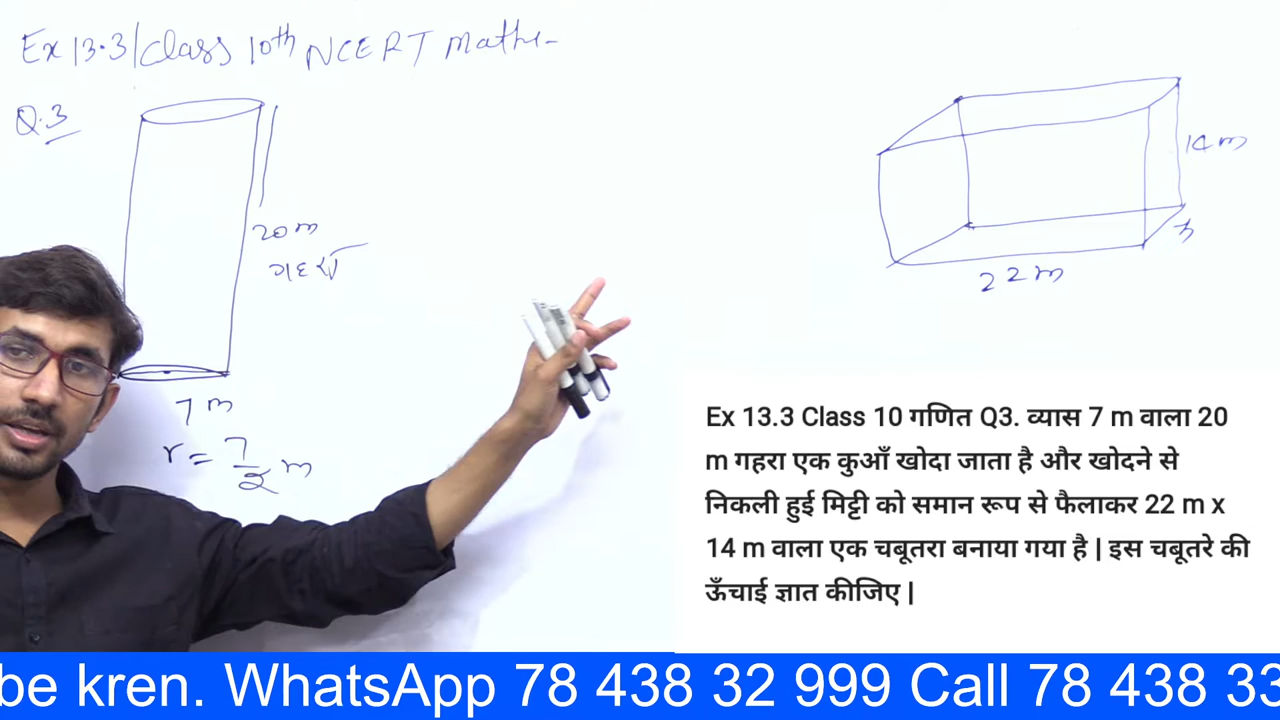 Ex 13.3/Class 10th NCERT Maths
Q.3
20 m
गहराई
7 m
r = 7/2 m
14 m
h
22 m
Ex 13.3 Class 10 गणित Q3. व्यास 7 m वाला 20
m गहरा एक कुआँ खोदा जाता है और खोदने से
निकली हुई मिट्टी को समान रूप से फैलाकर 22 m x
14 m वाला एक चबूतरा बनाया गया है | इस चबूतरे की
ऊँचाई ज्ञात कीजिए |
be kren. WhatsApp 78 438 32 999 Call 78 438 33